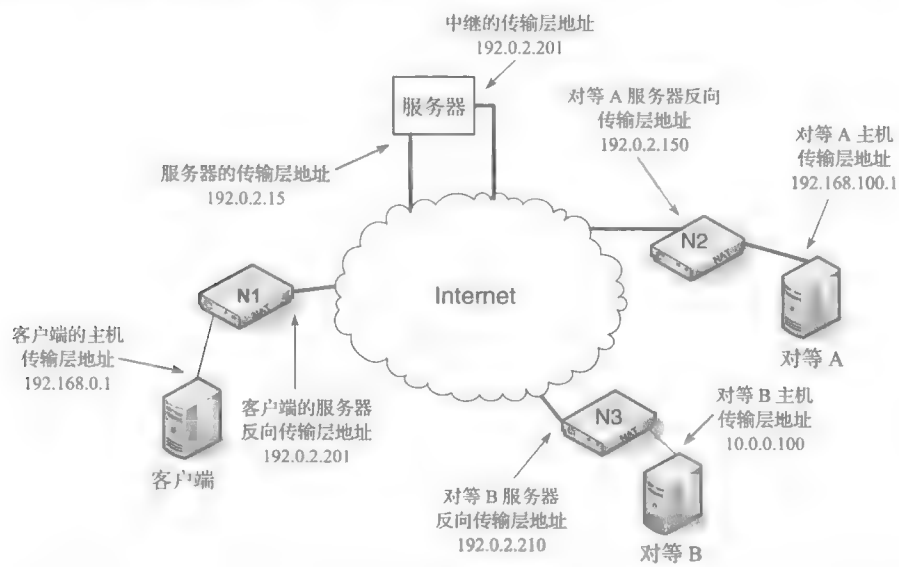 中继的传输层地址
192.0.2.201
服务器
对等 A 服务器反向
传输层地址
192.0.2.150
对等 A 主机
传输层地址
192.168.100.1
服务器的传输层地址
192.0.2.15
N2
NAT
N1
NAT
Internet
对等 A
客户端的主机
传输层地址
192.168.0.1
客户端的服务器
反向传输层地址
192.0.2.201
客户端
N3
NAT
对等 B 主机
传输层地址
10.0.0.100
对等 B 服务器
反向传输层地址
192.0.2.210
对等 B